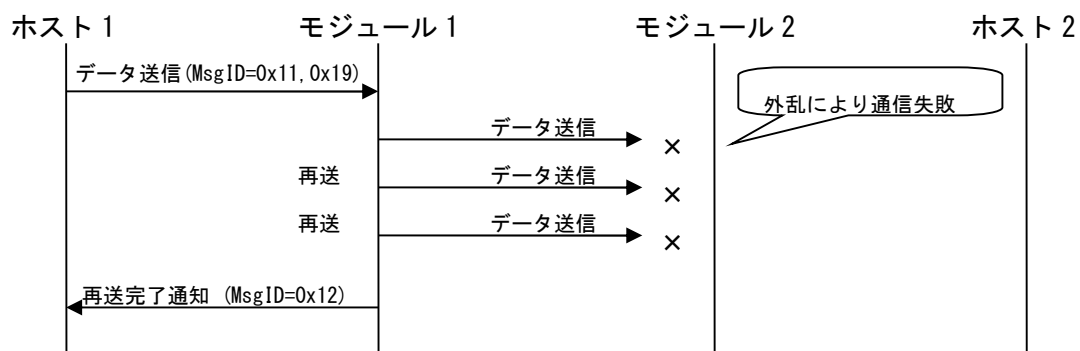 ホスト1
モジュール1
モジュール2
ホスト2
データ送信(MsgID=0x11,0x19)
外乱により通信失敗
データ送信
×
再送
データ送信
×
再送
データ送信
×
再送完了通知 (MsgID=0x12)